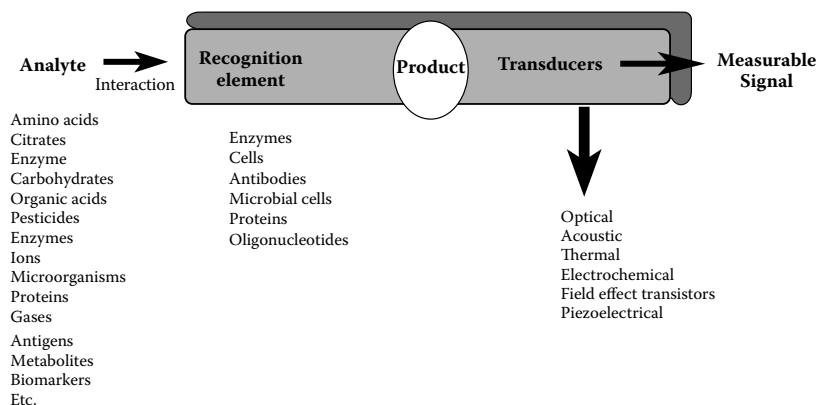 Analyte
Interaction
Recognition
element
Product
Transducers
Measurable
Signal
Amino acids
Citrates
Enzyme
Carbohydrates
Organic acids
Pesticides
Enzymes
Ions
Microorganisms
Proteins
Gases
Antigens
Metabolites
Biomarkers
Etc.
Enzymes
Cells
Antibodies
Microbial cells
Proteins
Oligonucleotides
Optical
Acoustic
Thermal
Electrochemical
Field effect transistors
Piezoelectrical